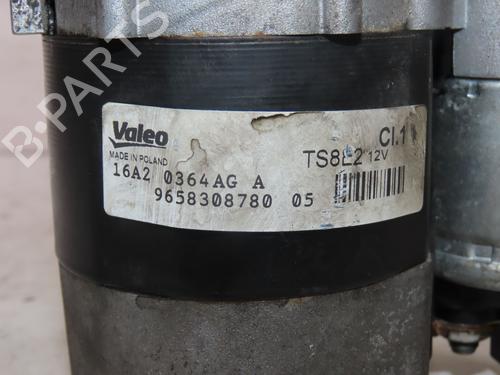 B-PARTS
Valeo
MADE IN POLAND
CI.1
TS8E2 12V
16A2 0364AG A
9658308780 05